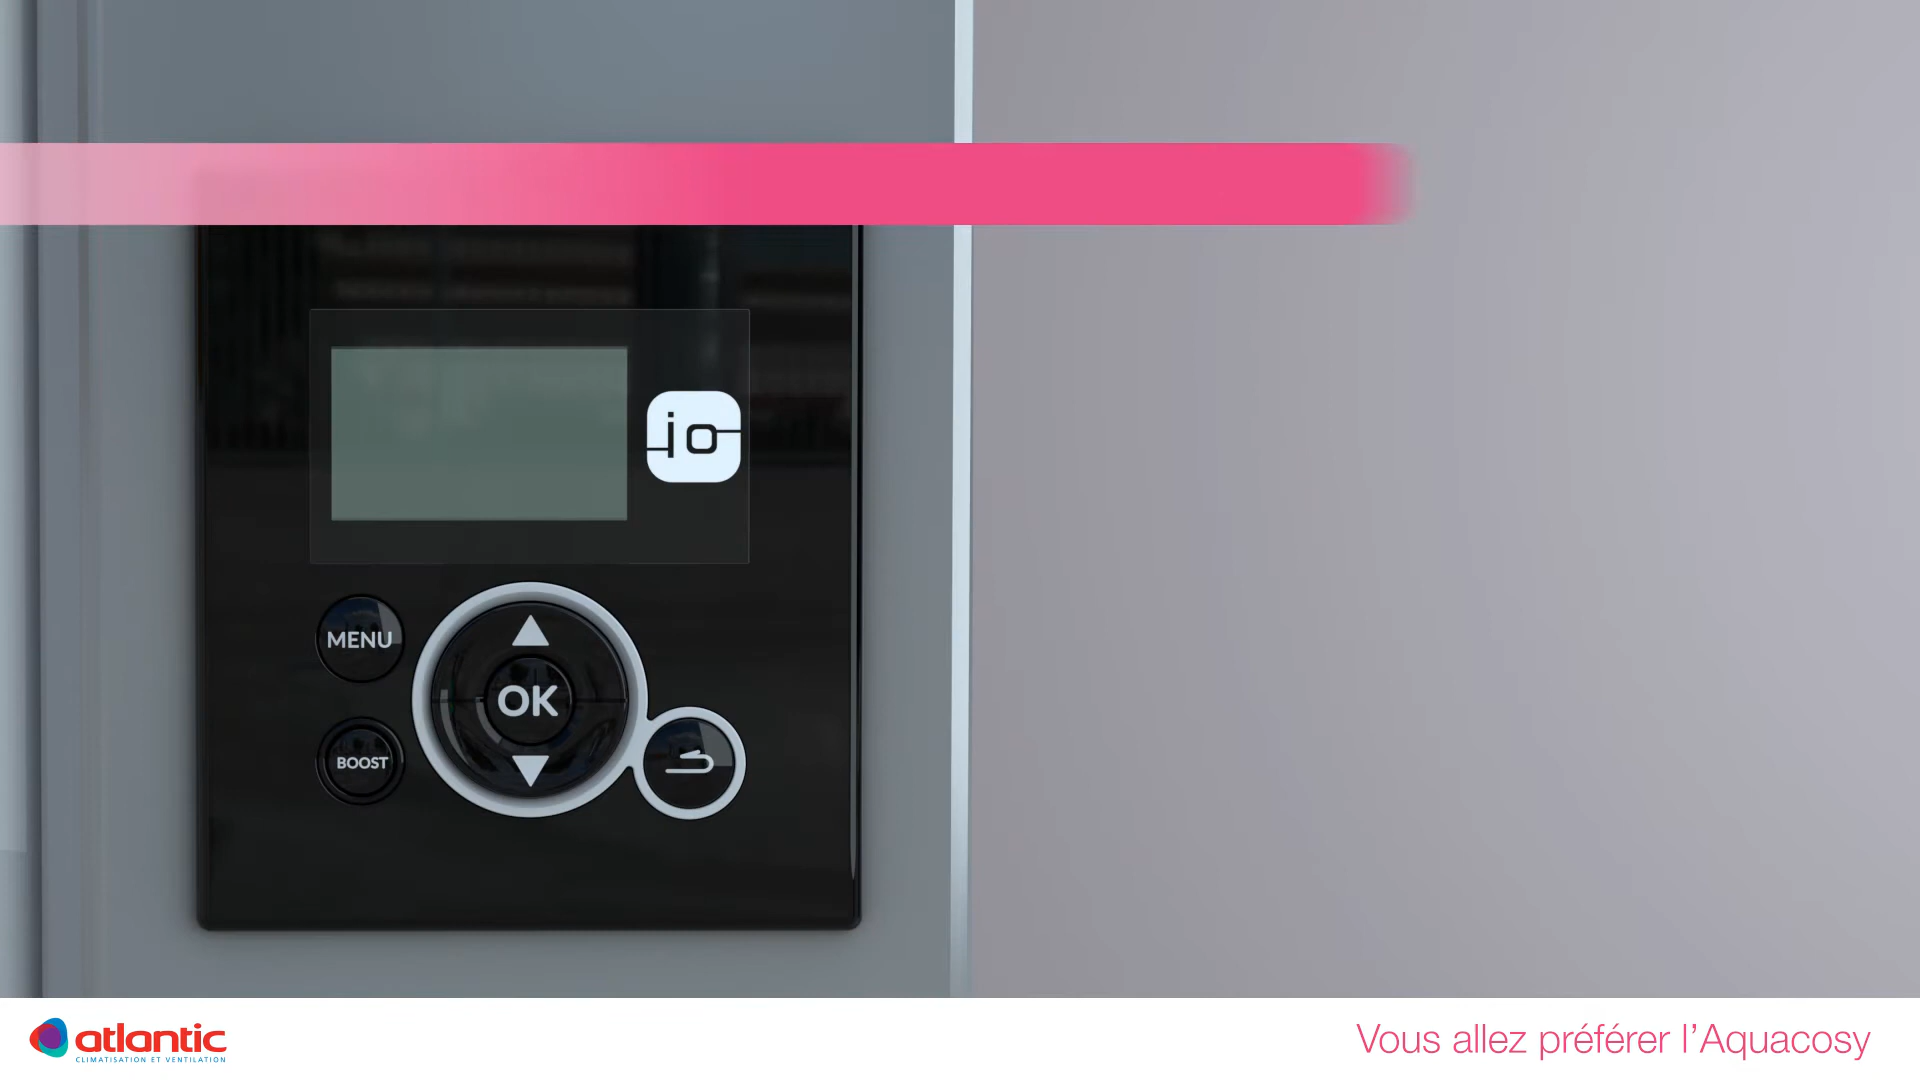 io
MENU
OK
BOOST
atlantic
CLIMATISATION ET VENTILATION
Vous allez préférer l’Aquacosy